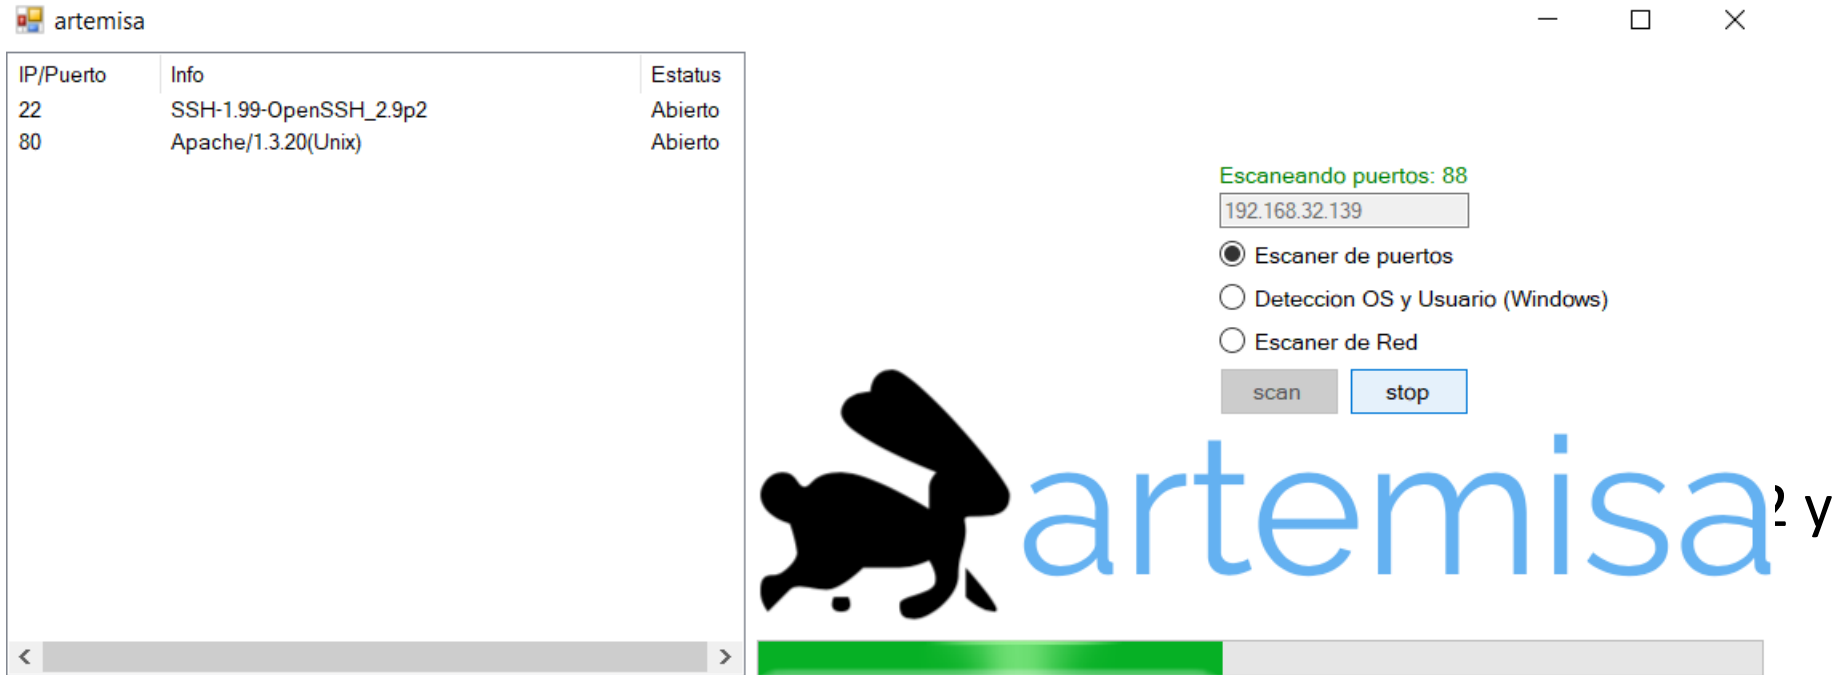 artemisa
IP/Puerto Info Estatus
22 SSH-1.99-OpenSSH_2.9p2 Abierto
80 Apache/1.3.20(Unix) Abierto
Escaneando puertos: 88
192.168.32.139
Escaner de puertos
Deteccion OS y Usuario (Windows)
Escaner de Red
scan stop
artemisa
y